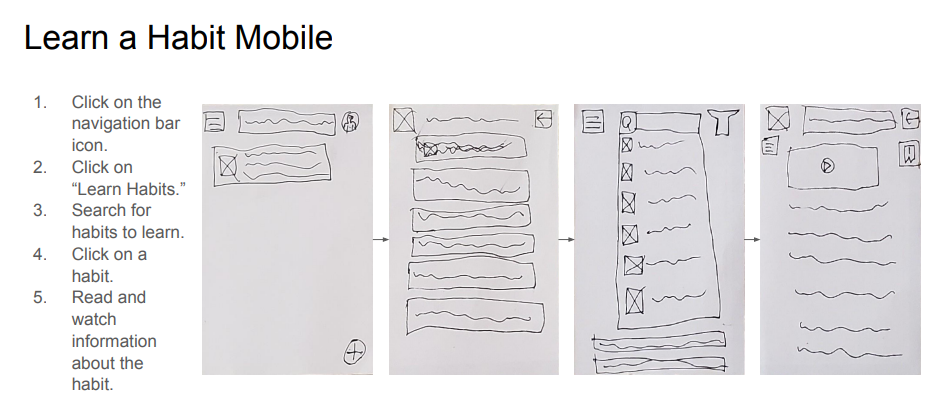 Learn a Habit Mobile
1. Click on the
navigation bar
icon.
2. Click on
“Learn Habits.”
3. Search for
habits to learn.
4. Click on a
habit.
5. Read and
watch
information
about the
habit.